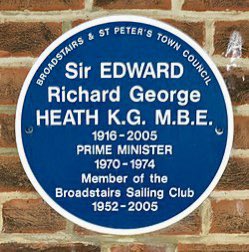 BROADSTAIRS & ST PETER'S TOWN COUNCIL
Sir EDWARD
Richard George
HEATH K.G. M.B.E.
1916-2005
PRIME MINISTER
1970-1974
Member of the
Broadstairs Sailing Club
1952-2005